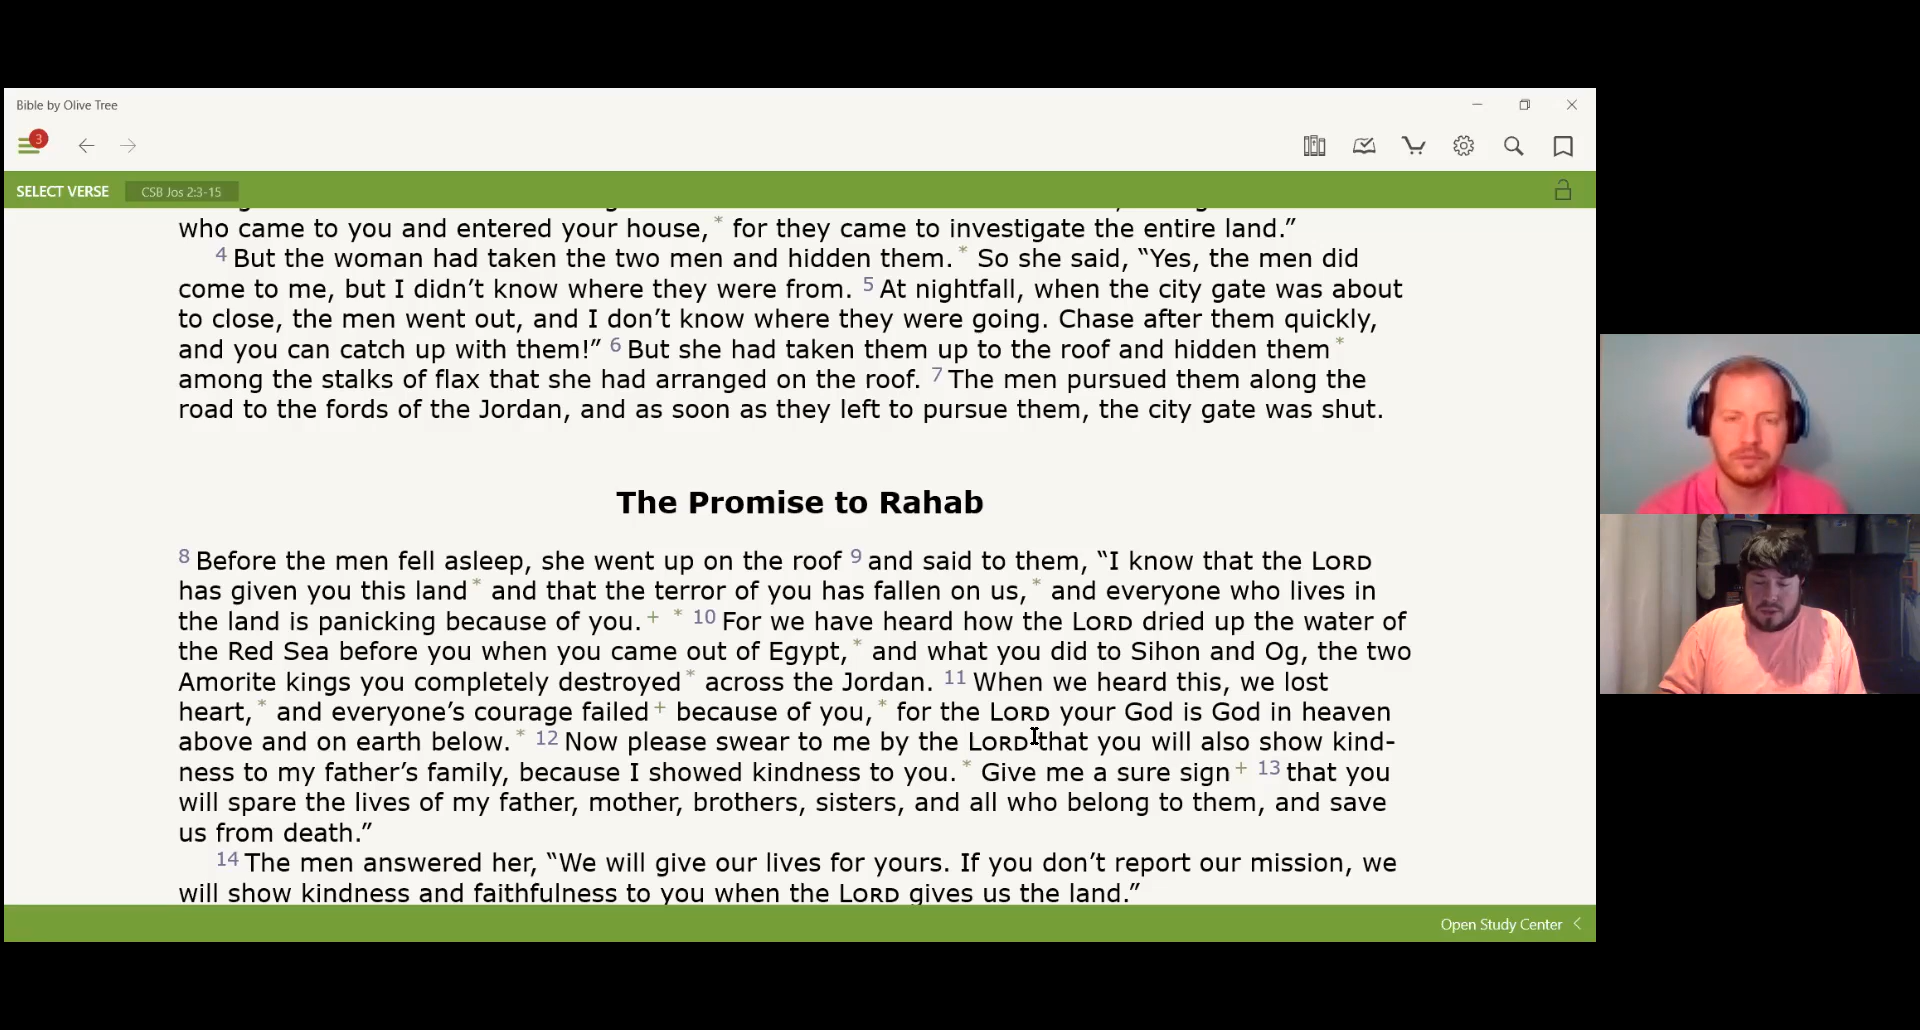 Bible by Olive Tree
3
SELECT VERSE CSB Jos 2:3-15
who came to you and entered your house,* for they came to investigate the entire land.”
4 But the woman had taken the two men and hidden them.* So she said, “Yes, the men did
come to me, but I didn’t know where they were from. 5 At nightfall, when the city gate was about
to close, the men went out, and I don’t know where they were going. Chase after them quickly,
and you can catch up with them!” 6 But she had taken them up to the roof and hidden them*
among the stalks of flax that she had arranged on the roof. 7 The men pursued them along the
road to the fords of the Jordan, and as soon as they left to pursue them, the city gate was shut.
The Promise to Rahab
8 Before the men fell asleep, she went up on the roof 9 and said to them, “I know that the LORD
has given you this land* and that the terror of you has fallen on us,* and everyone who lives in
the land is panicking because of you.+ * 10 For we have heard how the LORD dried up the water of
the Red Sea before you when you came out of Egypt,* and what you did to Sihon and Og, the two
Amorite kings you completely destroyed* across the Jordan. 11 When we heard this, we lost
heart,* and everyone’s courage failed+ because of you,* for the LORD your God is God in heaven
above and on earth below.* 12 Now please swear to me by the LORD that you will also show kind-
ness to my father’s family, because I showed kindness to you.* Give me a sure sign+ 13 that you
will spare the lives of my father, mother, brothers, sisters, and all who belong to them, and save
us from death.”
14 The men answered her, “We will give our lives for yours. If you don’t report our mission, we
will show kindness and faithfulness to you when the LORD gives us the land.”
Open Study Center